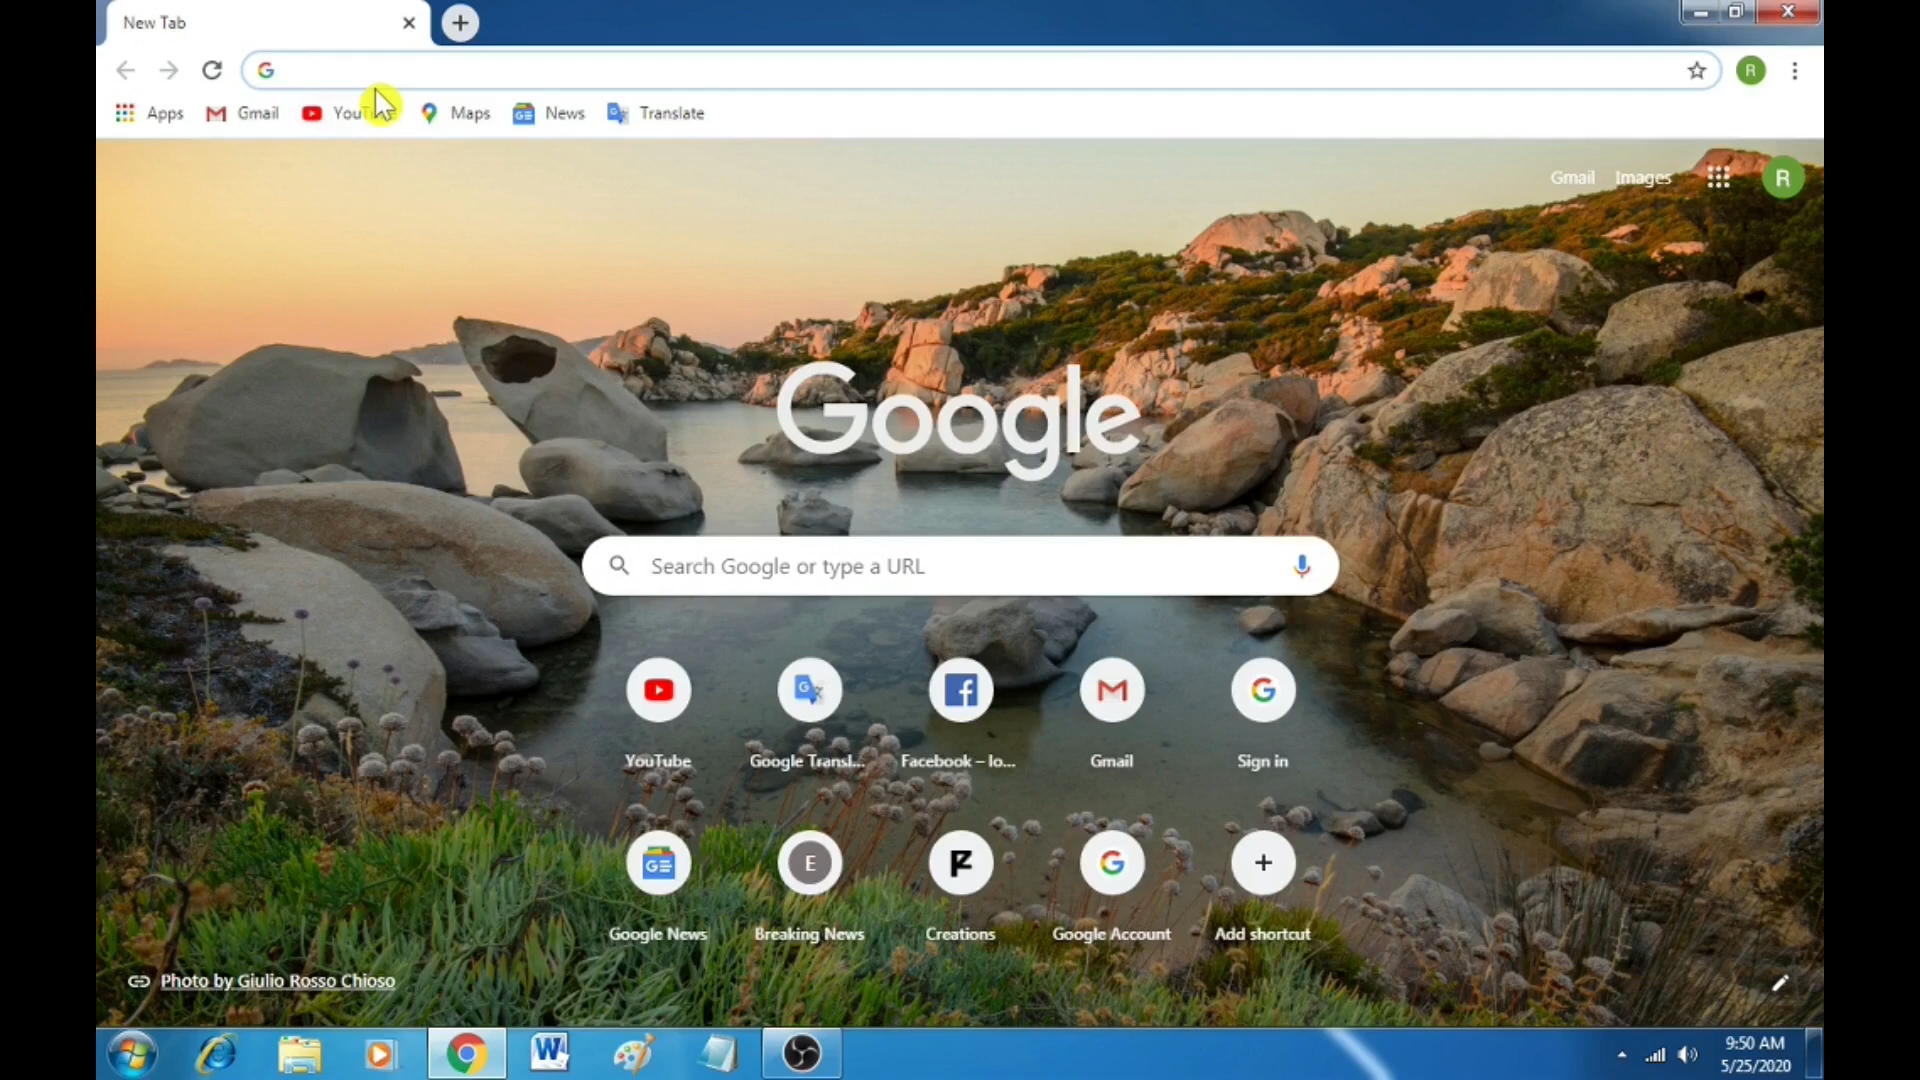 New Tab
Apps Gmail YouTube Maps News Translate
Gmail Images R
R
Google
Search Google or type a URL
YouTube Google Transl... Facebook – lo... Gmail Sign in
E
Google News Breaking News Creations Google Account Add shortcut
Photo by Giulio Rosso Chioso
9:50 AM
5/25/2020